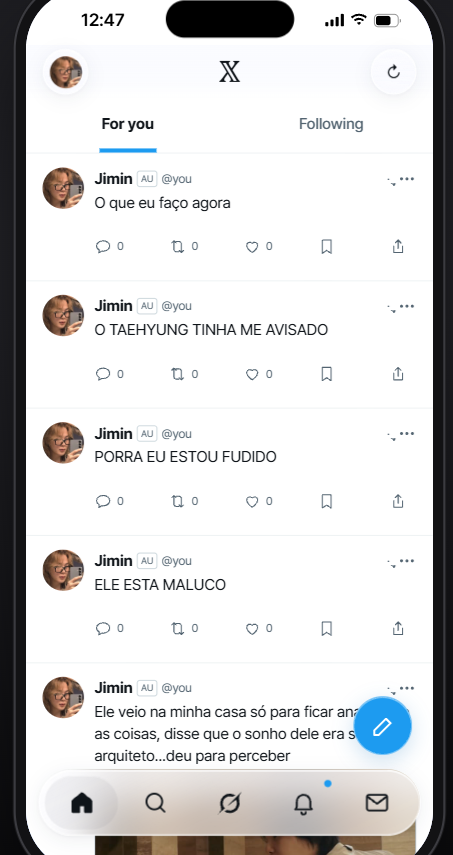 12:47
X
For you Following
Jimin AU @you
O que eu faço agora
0 0 0
Jimin AU @you
O TAEHYUNG TINHA ME AVISADO
0 0 0
Jimin AU @you
PORRA EU ESTOU FUDIDO
0 0 0
Jimin AU @you
ELE ESTA MALUCO
0 0 0
Jimin AU @you
Ele veio na minha casa só para ficar
as coisas, disse que o sonho dele era
arquiteto...deu para perceber